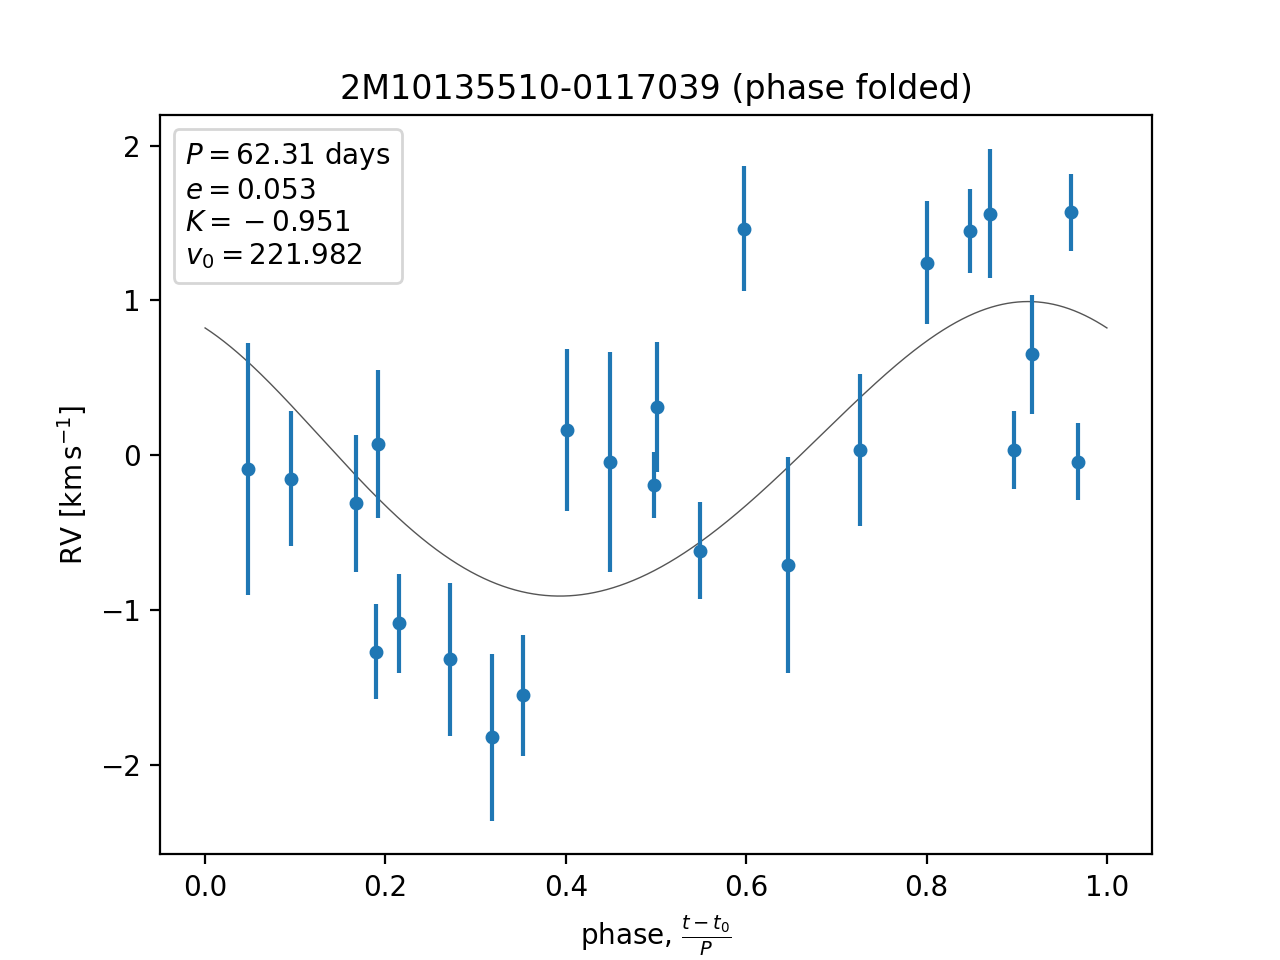 2M10135510-0117039 (phase folded)
P = 62.31 days
e = 0.053
K = −0.951
v₀ = 221.982
2
1
0
−1
−2
RV [km s⁻¹]
0.0 0.2 0.4 0.6 0.8 1.0
phase, (t − t₀)/P